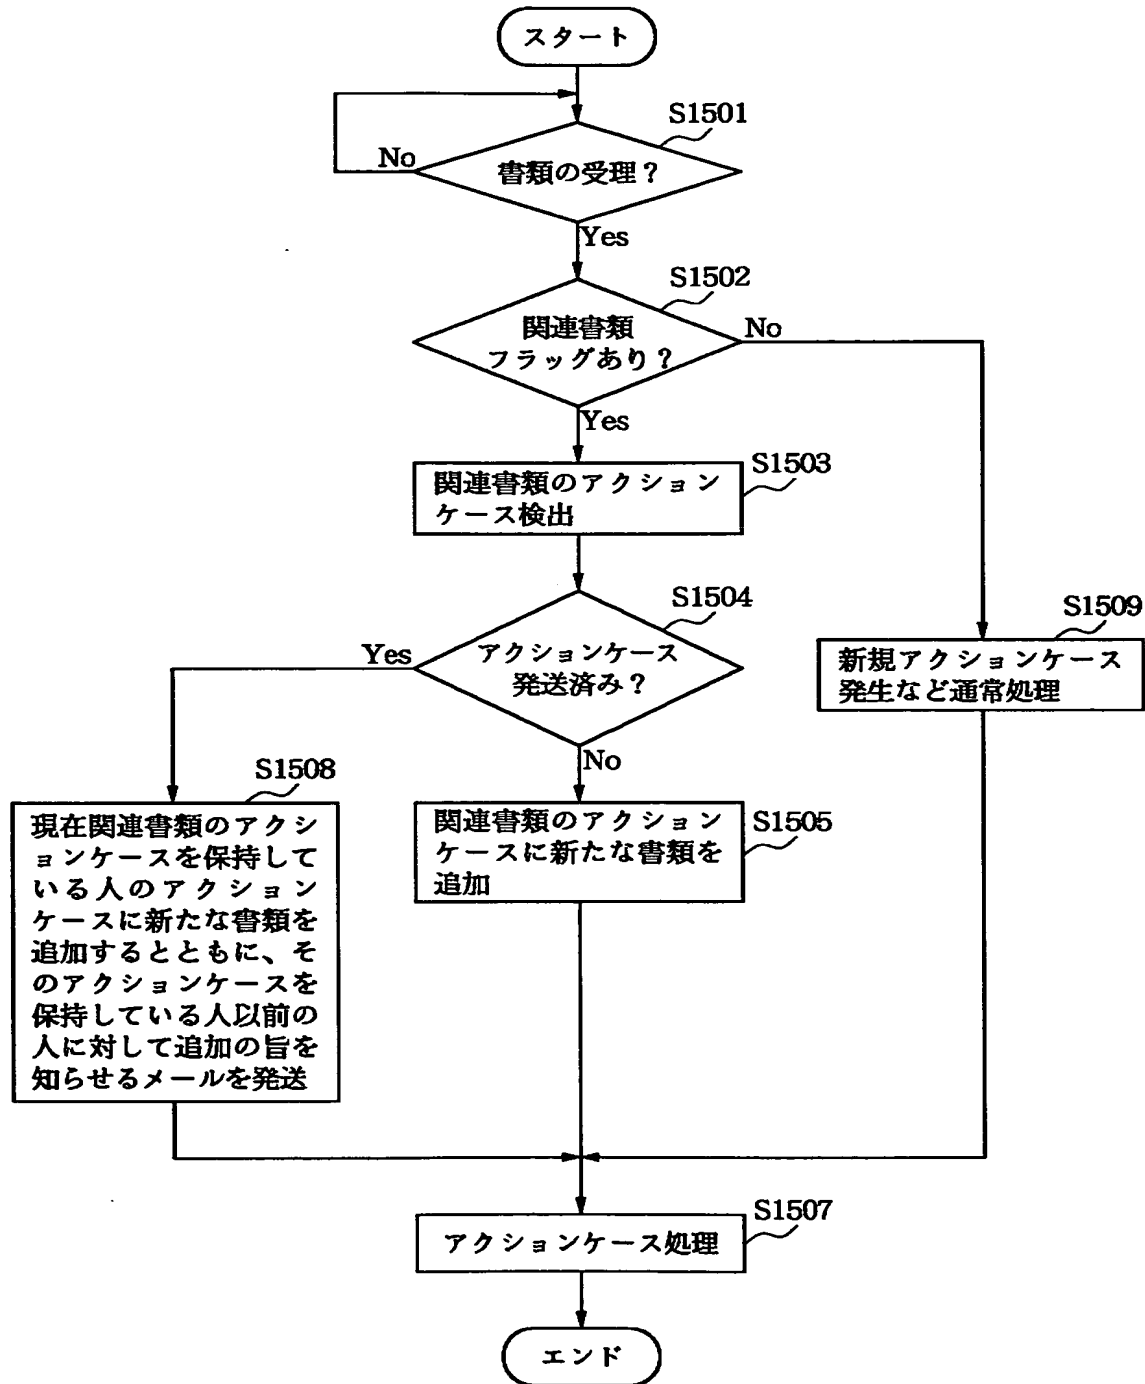 スタート
S1501
No
書類の受理？
Yes
S1502
関連書類
フラッグあり？
No
Yes
S1503
関連書類のアクション
ケース検出
S1504
Yes
アクションケース
発送済み？
No
S1509
新規アクションケース
発生など通常処理
S1508
現在関連書類のアクシ
ョンケースを保持して
いる人のアクション
ケースに新たな書類を
追加するとともに、そ
のアクションケースを
保持している人以前の
人に対して追加の旨を
知らせるメールを発送
S1505
関連書類のアクション
ケースに新たな書類を
追加
S1507
アクションケース処理
エンド